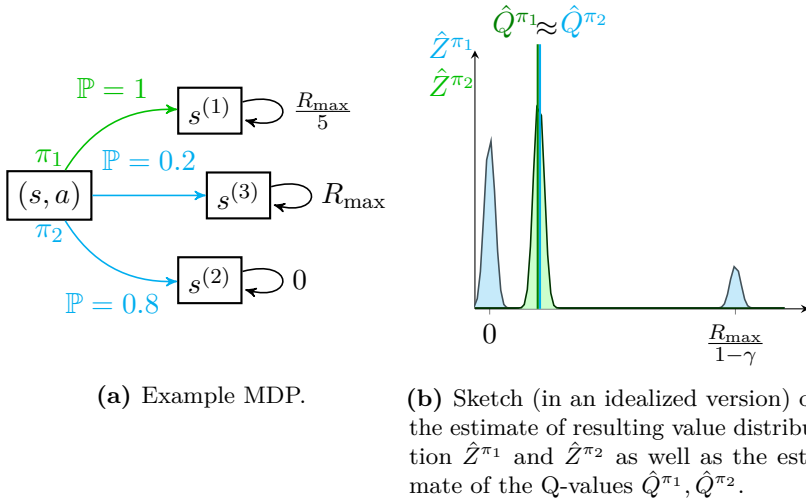 ℙ = 1
s⁽¹⁾
R_max/5
π₁
ℙ = 0.2
(s, a)
s⁽³⁾
R_max
π₂
s⁽²⁾
0
ℙ = 0.8
(a) Example MDP.
Q̂^π₁ ≈ Q̂^π₂
Ẑ^π₁
Ẑ^π₂
0
R_max/(1−γ)
(b) Sketch (in an idealized version) o
the estimate of resulting value distribu
tion Ẑ^π₁ and Ẑ^π₂ as well as the est
mate of the Q-values Q̂^π₁, Q̂^π₂.